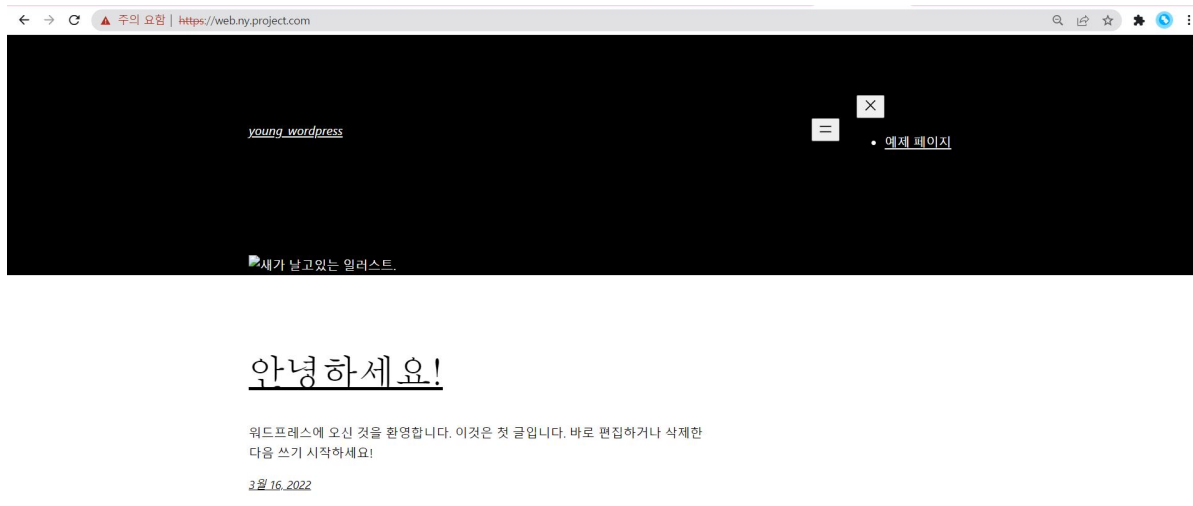 주의 요함 | https://web.ny.project.com
young_wordpress
예제 페이지
새가 날고있는 일러스트.
안녕하세요!
워드프레스에 오신 것을 환영합니다. 이것은 첫 글입니다. 바로 편집하거나 삭제한
다음 쓰기 시작하세요!
3월 16, 2022